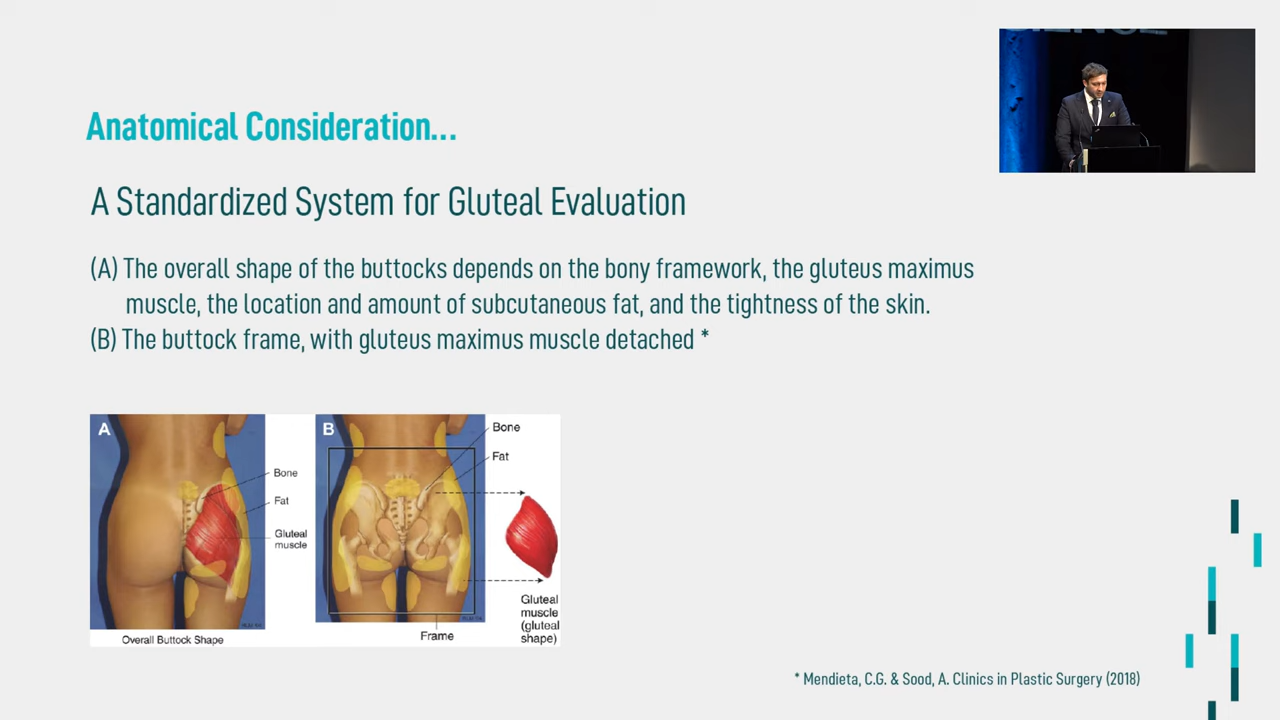 Anatomical Consideration...
A Standardized System for Gluteal Evaluation
(A) The overall shape of the buttocks depends on the bony framework, the gluteus maximus
muscle, the location and amount of subcutaneous fat, and the tightness of the skin.
(B) The buttock frame, with gluteus maximus muscle detached *
A
Bone
Fat
Gluteal
muscle
Overall Buttock Shape
B
Bone
Fat
Gluteal
muscle
(gluteal
shape)
Frame
* Mendieta, C.G. & Sood, A. Clinics in Plastic Surgery (2018)